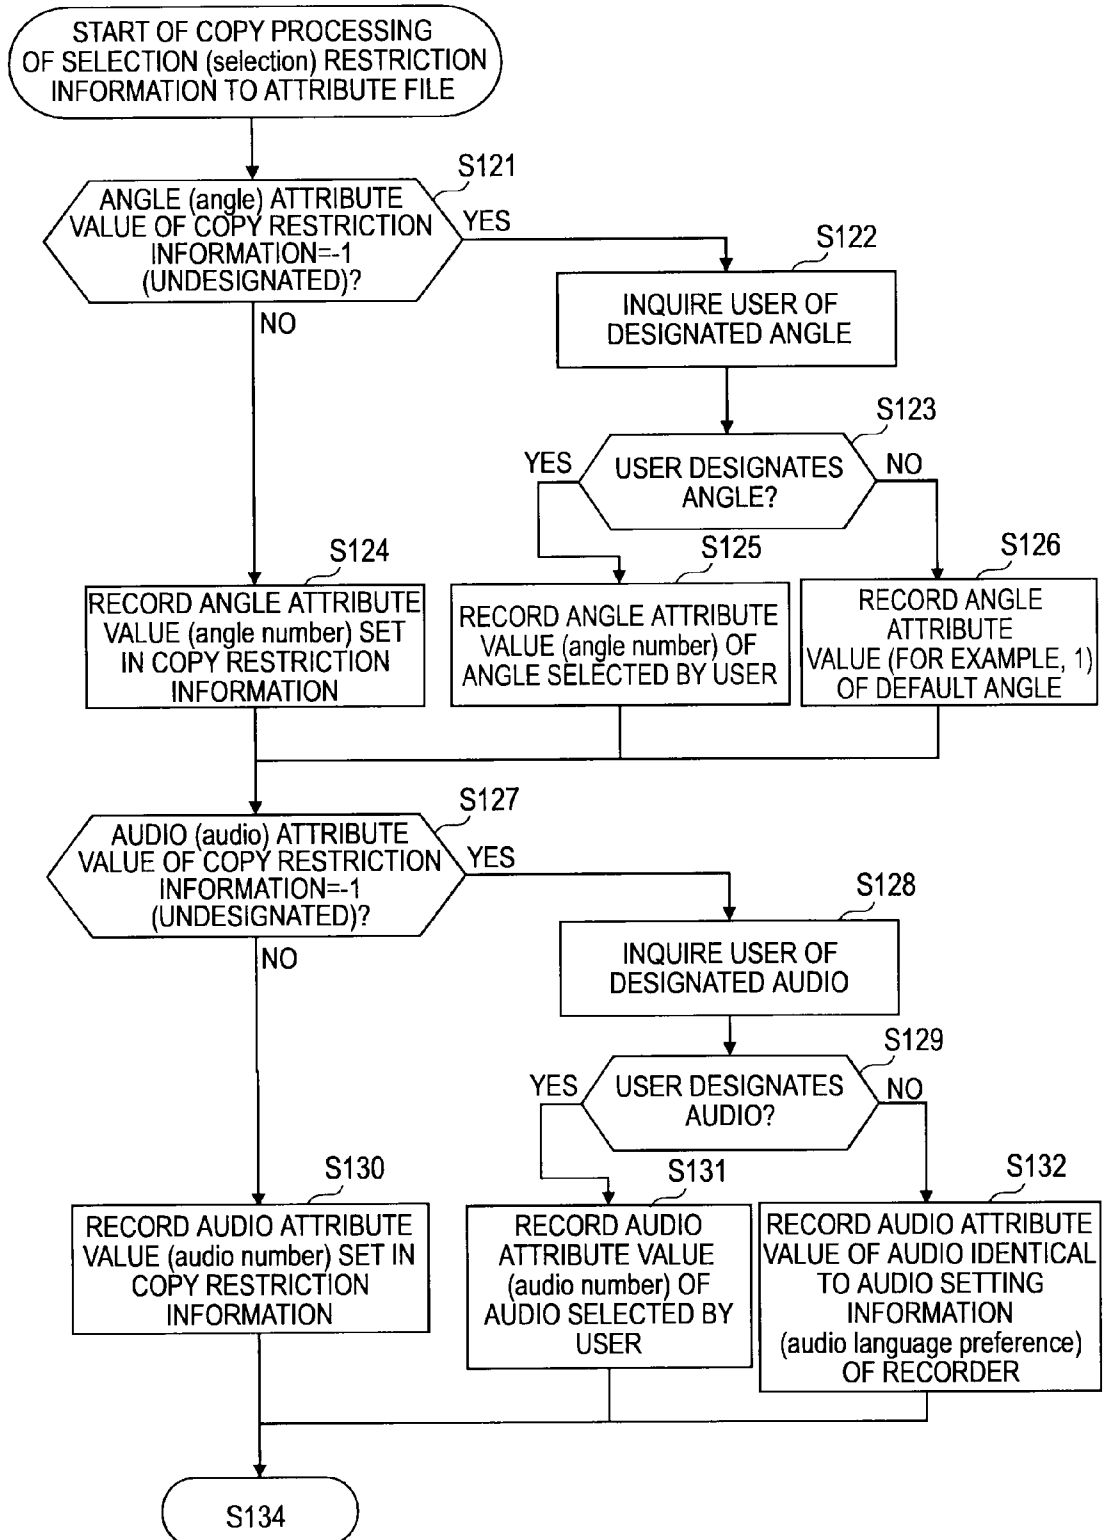 START OF COPY PROCESSING
OF SELECTION (selection) RESTRICTION
INFORMATION TO ATTRIBUTE FILE
S121
ANGLE (angle) ATTRIBUTE
VALUE OF COPY RESTRICTION
INFORMATION=-1
(UNDESIGNATED)?
YES
NO
S122
INQUIRE USER OF
DESIGNATED ANGLE
S123
USER DESIGNATES
ANGLE?
YES
NO
S124
RECORD ANGLE ATTRIBUTE
VALUE (angle number) SET
IN COPY RESTRICTION
INFORMATION
S125
RECORD ANGLE ATTRIBUTE
VALUE (angle number) OF
ANGLE SELECTED BY USER
S126
RECORD ANGLE
ATTRIBUTE
VALUE (FOR EXAMPLE, 1)
OF DEFAULT ANGLE
S127
AUDIO (audio) ATTRIBUTE
VALUE OF COPY RESTRICTION
INFORMATION=-1
(UNDESIGNATED)?
YES
NO
S128
INQUIRE USER OF
DESIGNATED AUDIO
S129
USER DESIGNATES
AUDIO?
YES
NO
S130
RECORD AUDIO ATTRIBUTE
VALUE (audio number) SET IN
COPY RESTRICTION
INFORMATION
S131
RECORD AUDIO
ATTRIBUTE VALUE
(audio number) OF
AUDIO SELECTED BY
USER
S132
RECORD AUDIO ATTRIBUTE
VALUE OF AUDIO IDENTICAL
TO AUDIO SETTING
INFORMATION
(audio language preference)
OF RECORDER
S134